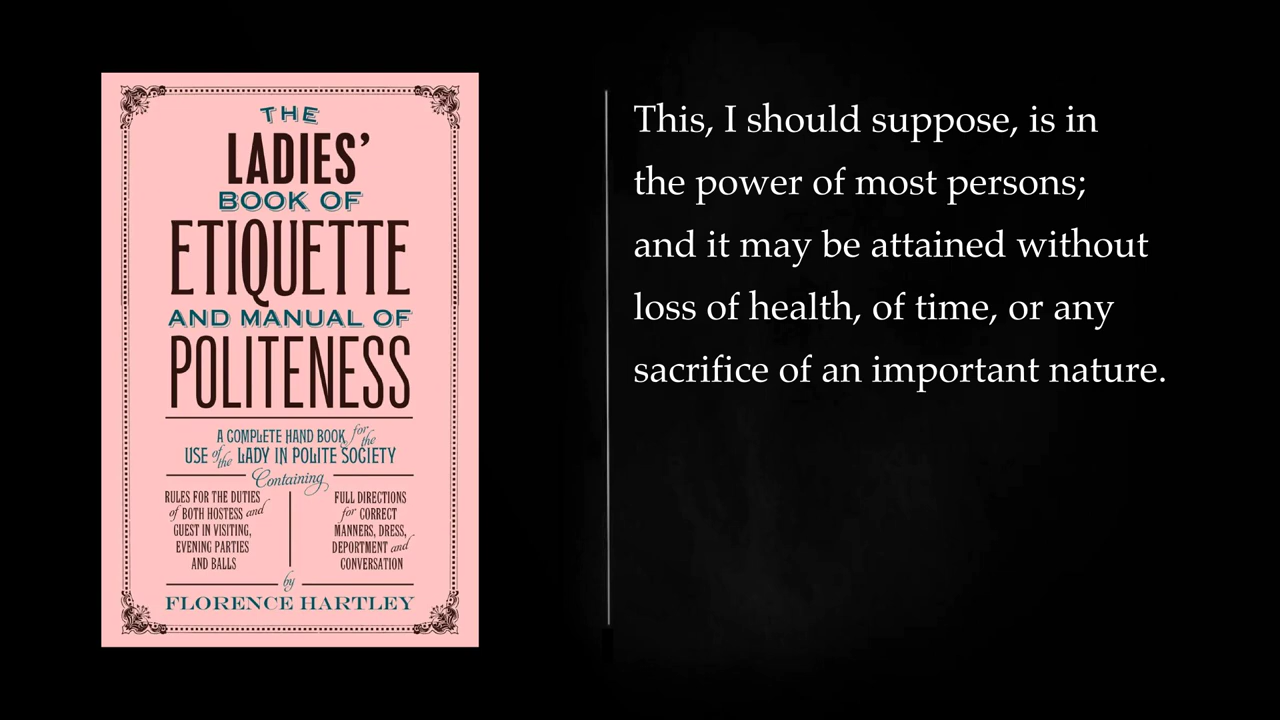 THE
LADIES'
BOOK OF
ETIQUETTE
AND MANUAL OF
POLITENESS
A COMPLETE HAND BOOK for the
USE of the LADY IN POLITE SOCIETY
Containing
RULES FOR THE DUTIES
of BOTH HOSTESS and
GUEST IN VISITING,
EVENING PARTIES
AND BALLS
FULL DIRECTIONS
for CORRECT
MANNERS, DRESS,
DEPORTMENT and
CONVERSATION
by
FLORENCE HARTLEY
This, I should suppose, is in
the power of most persons;
and it may be attained without
loss of health, of time, or any
sacrifice of an important nature.